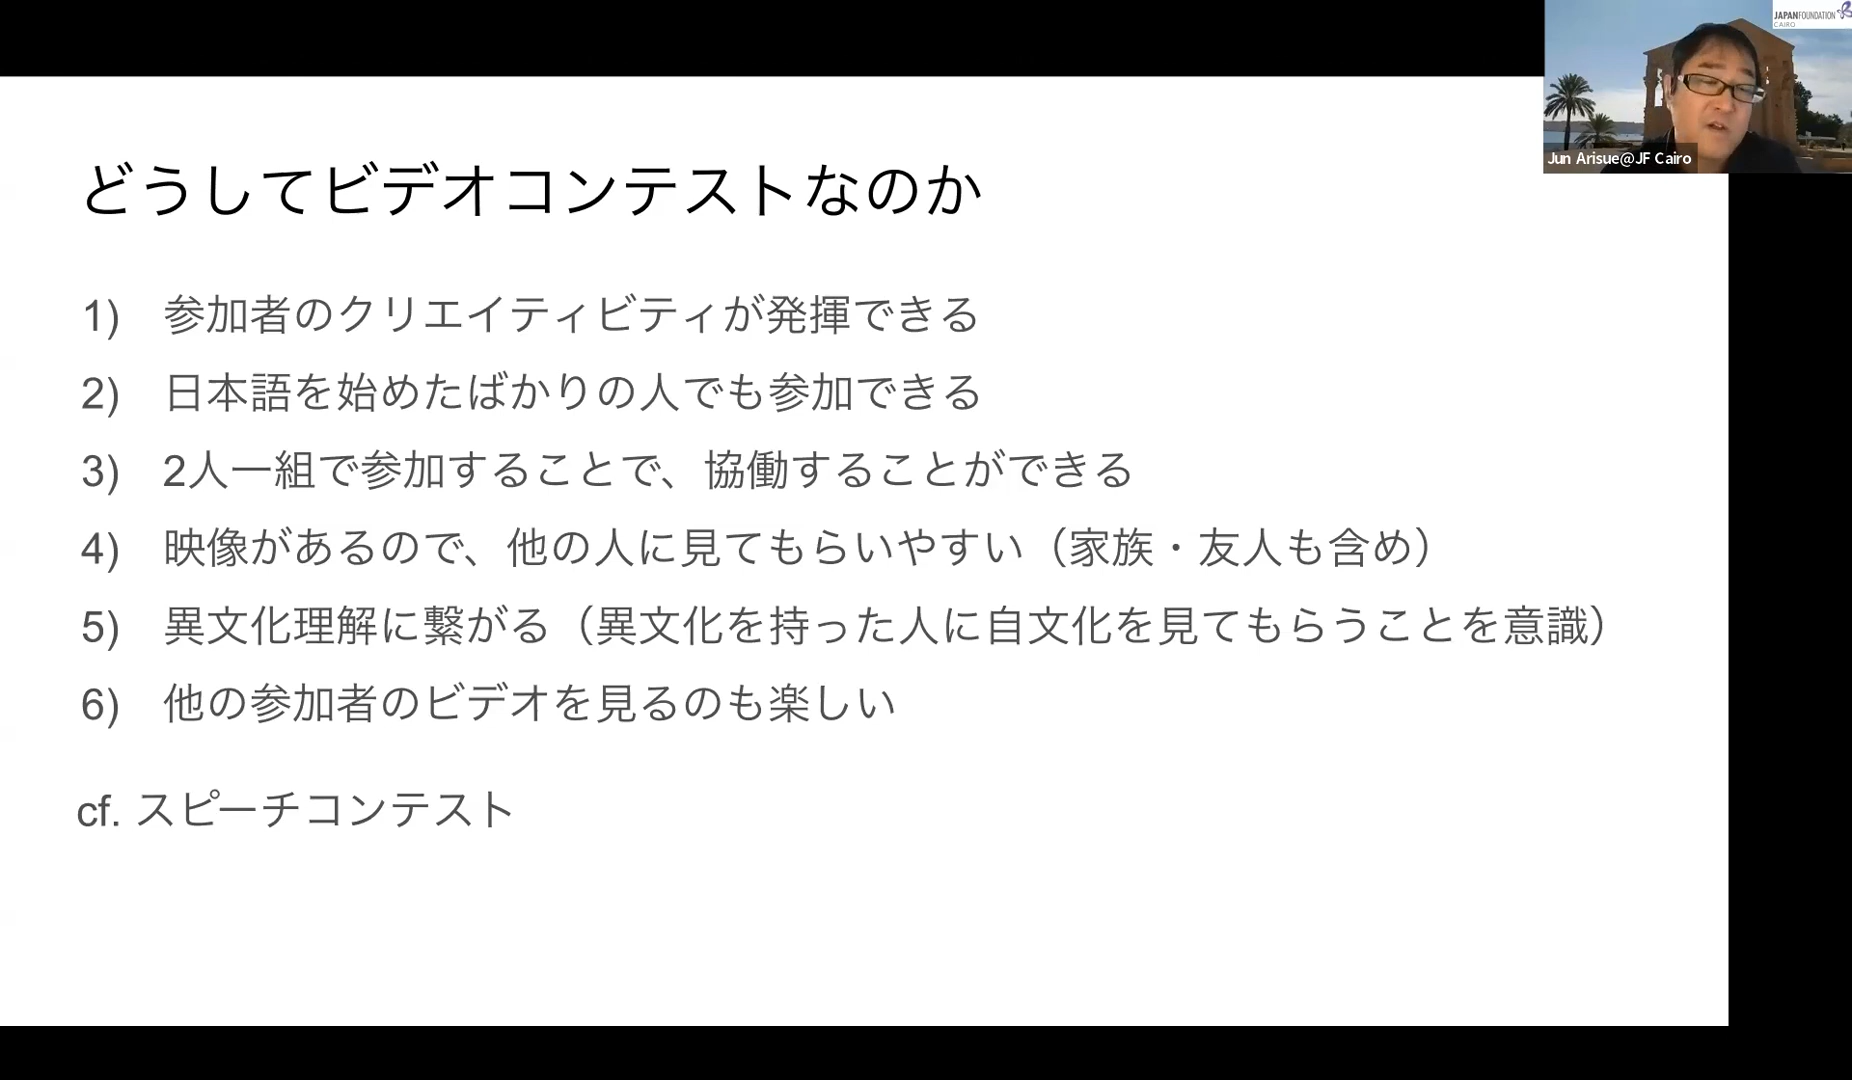 JAPANFOUNDATION
CAIRO
Jun Arisue@JF Cairo
どうしてビデオコンテストなのか
1) 参加者のクリエイティビティが発揮できる
2) 日本語を始めたばかりの人でも参加できる
3) 2人一組で参加することで、協働することができる
4) 映像があるので、他の人に見てもらいやすい（家族・友人も含め）
5) 異文化理解に繋がる（異文化を持った人に自文化を見てもらうことを意識）
6) 他の参加者のビデオを見るのも楽しい
cf. スピーチコンテスト